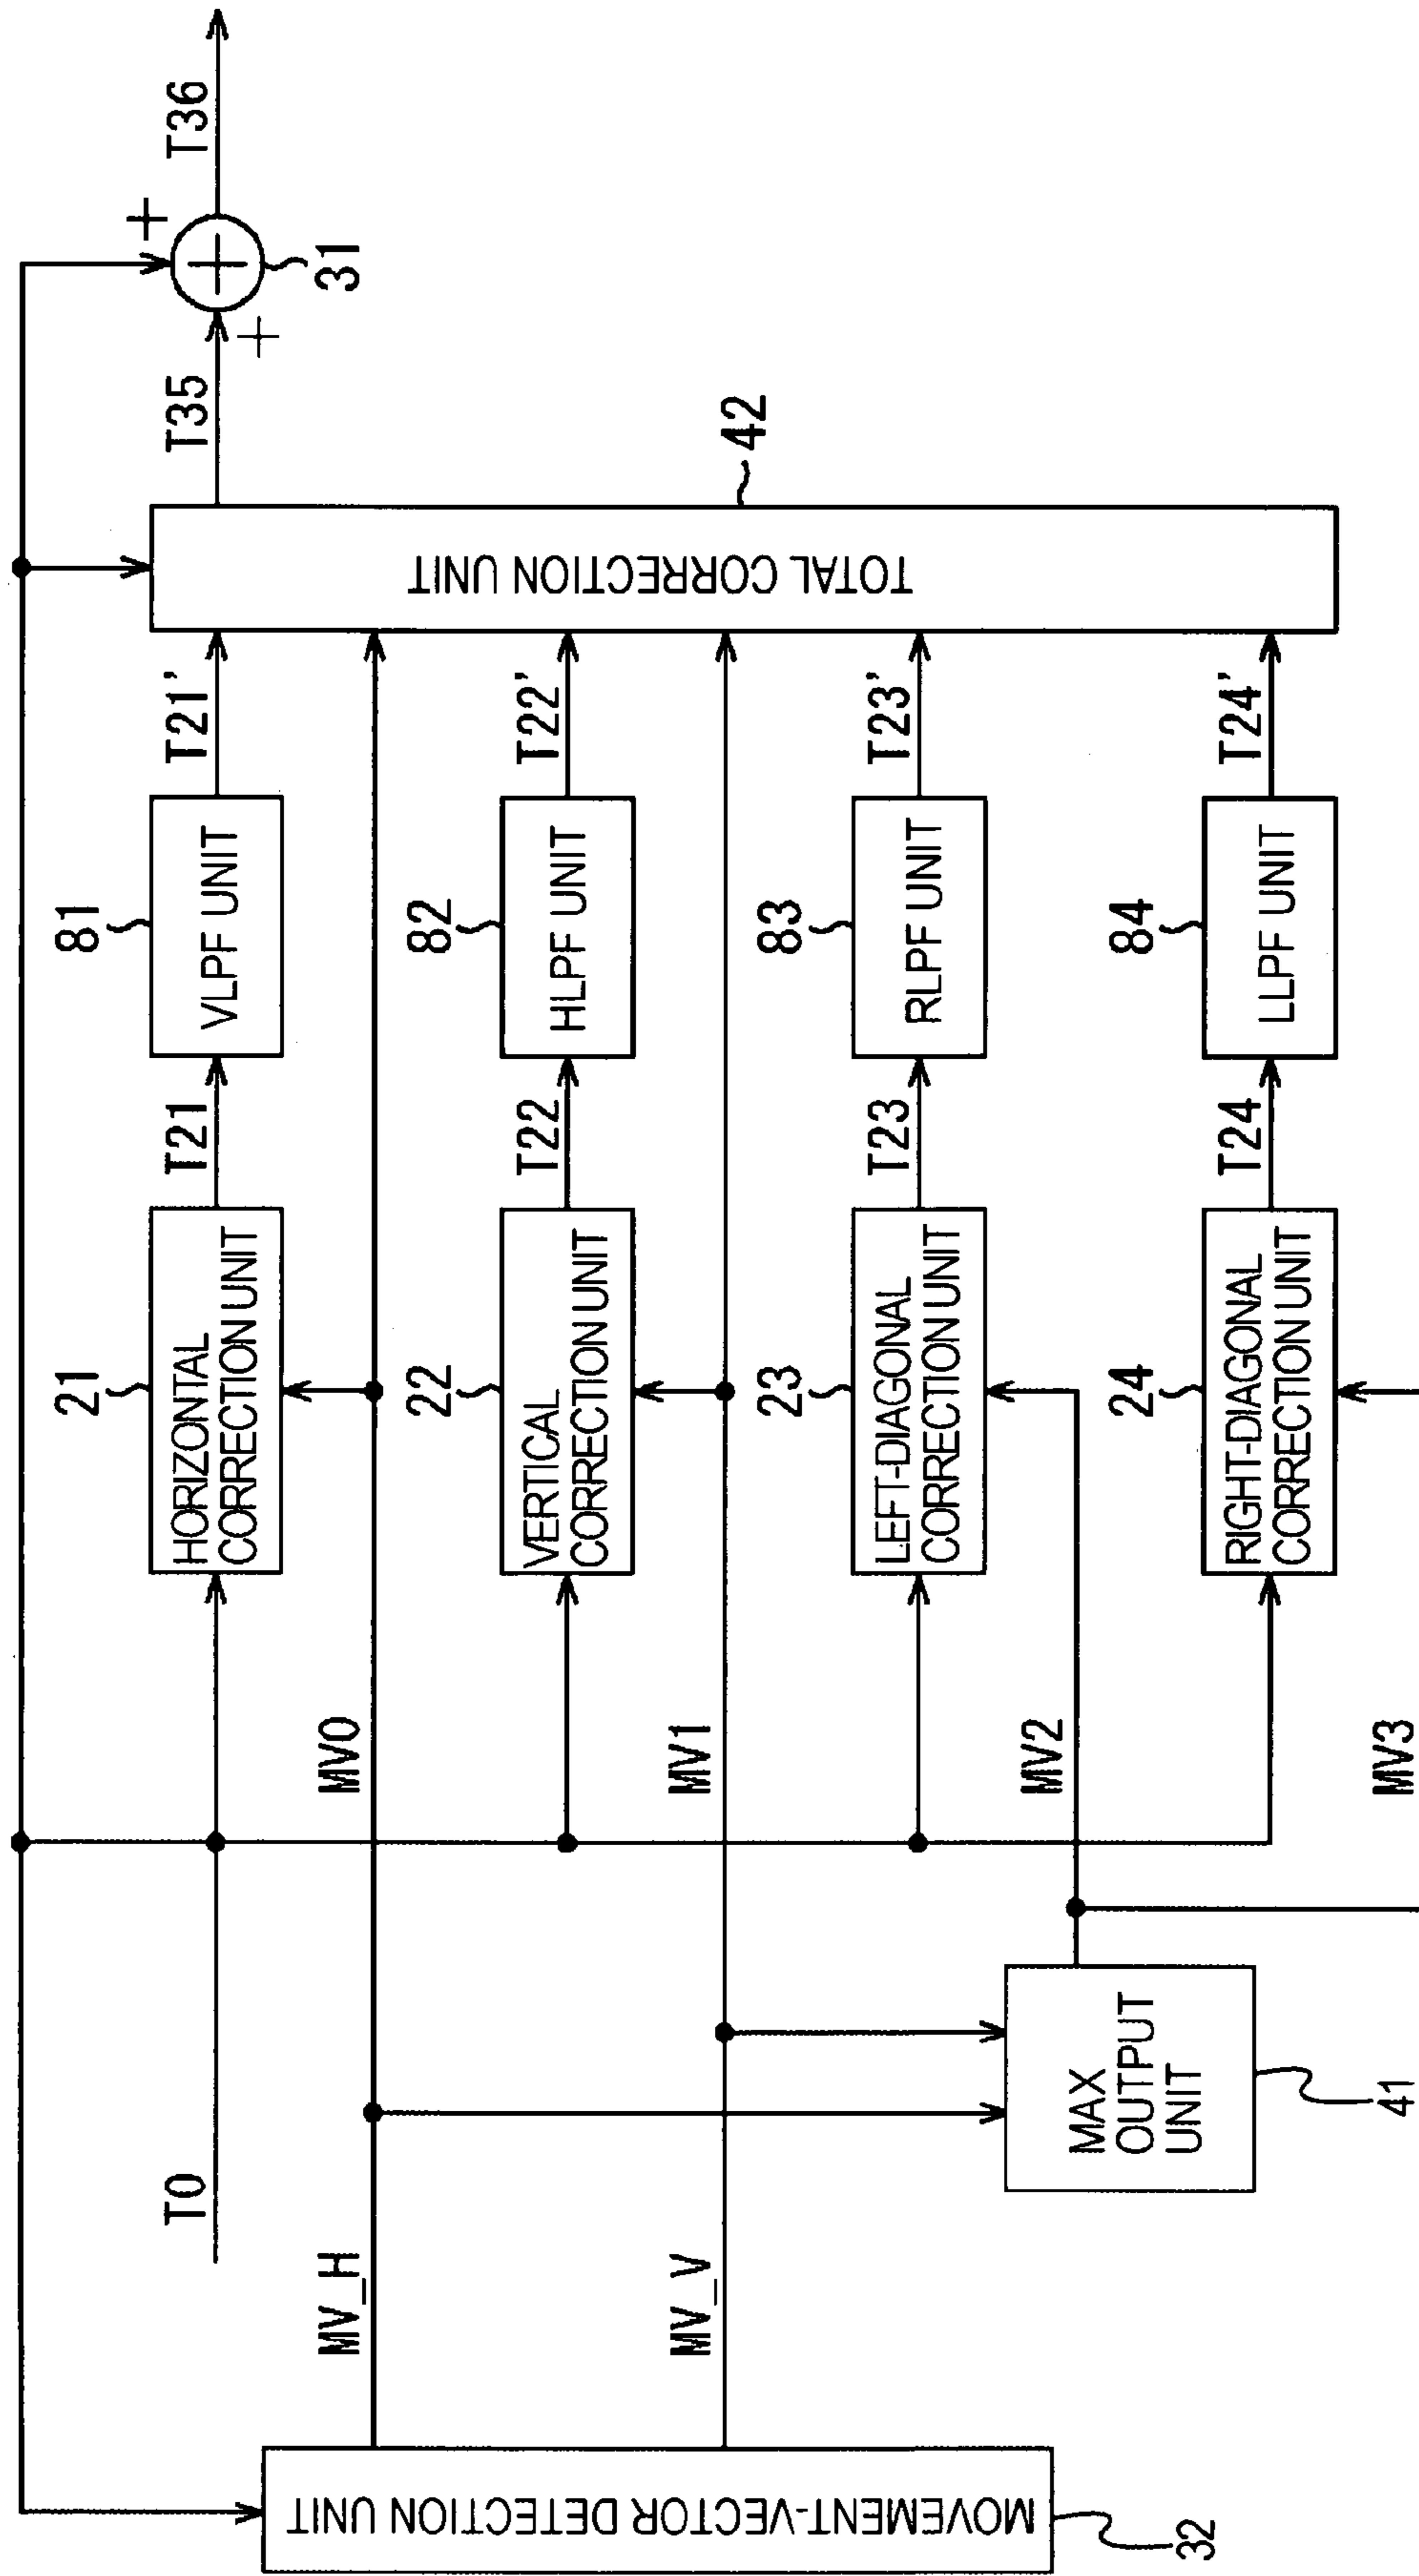 T0
MV_H
MV_V
MOVEMENT-VECTOR DETECTION UNIT
32
MAX
OUTPUT
UNIT
41
MV0
MV1
MV2
MV3
21
HORIZONTAL
CORRECTION UNIT
22
VERTICAL
CORRECTION UNIT
23
LEFT-DIAGONAL
CORRECTION UNIT
24
RIGHT-DIAGONAL
CORRECTION UNIT
T21
T22
T23
T24
81
VLPF UNIT
82
HLPF UNIT
83
RLPF UNIT
84
LLPF UNIT
T21'
T22'
T23'
T24'
TOTAL CORRECTION UNIT
42
T35
+
+
+
31
T36